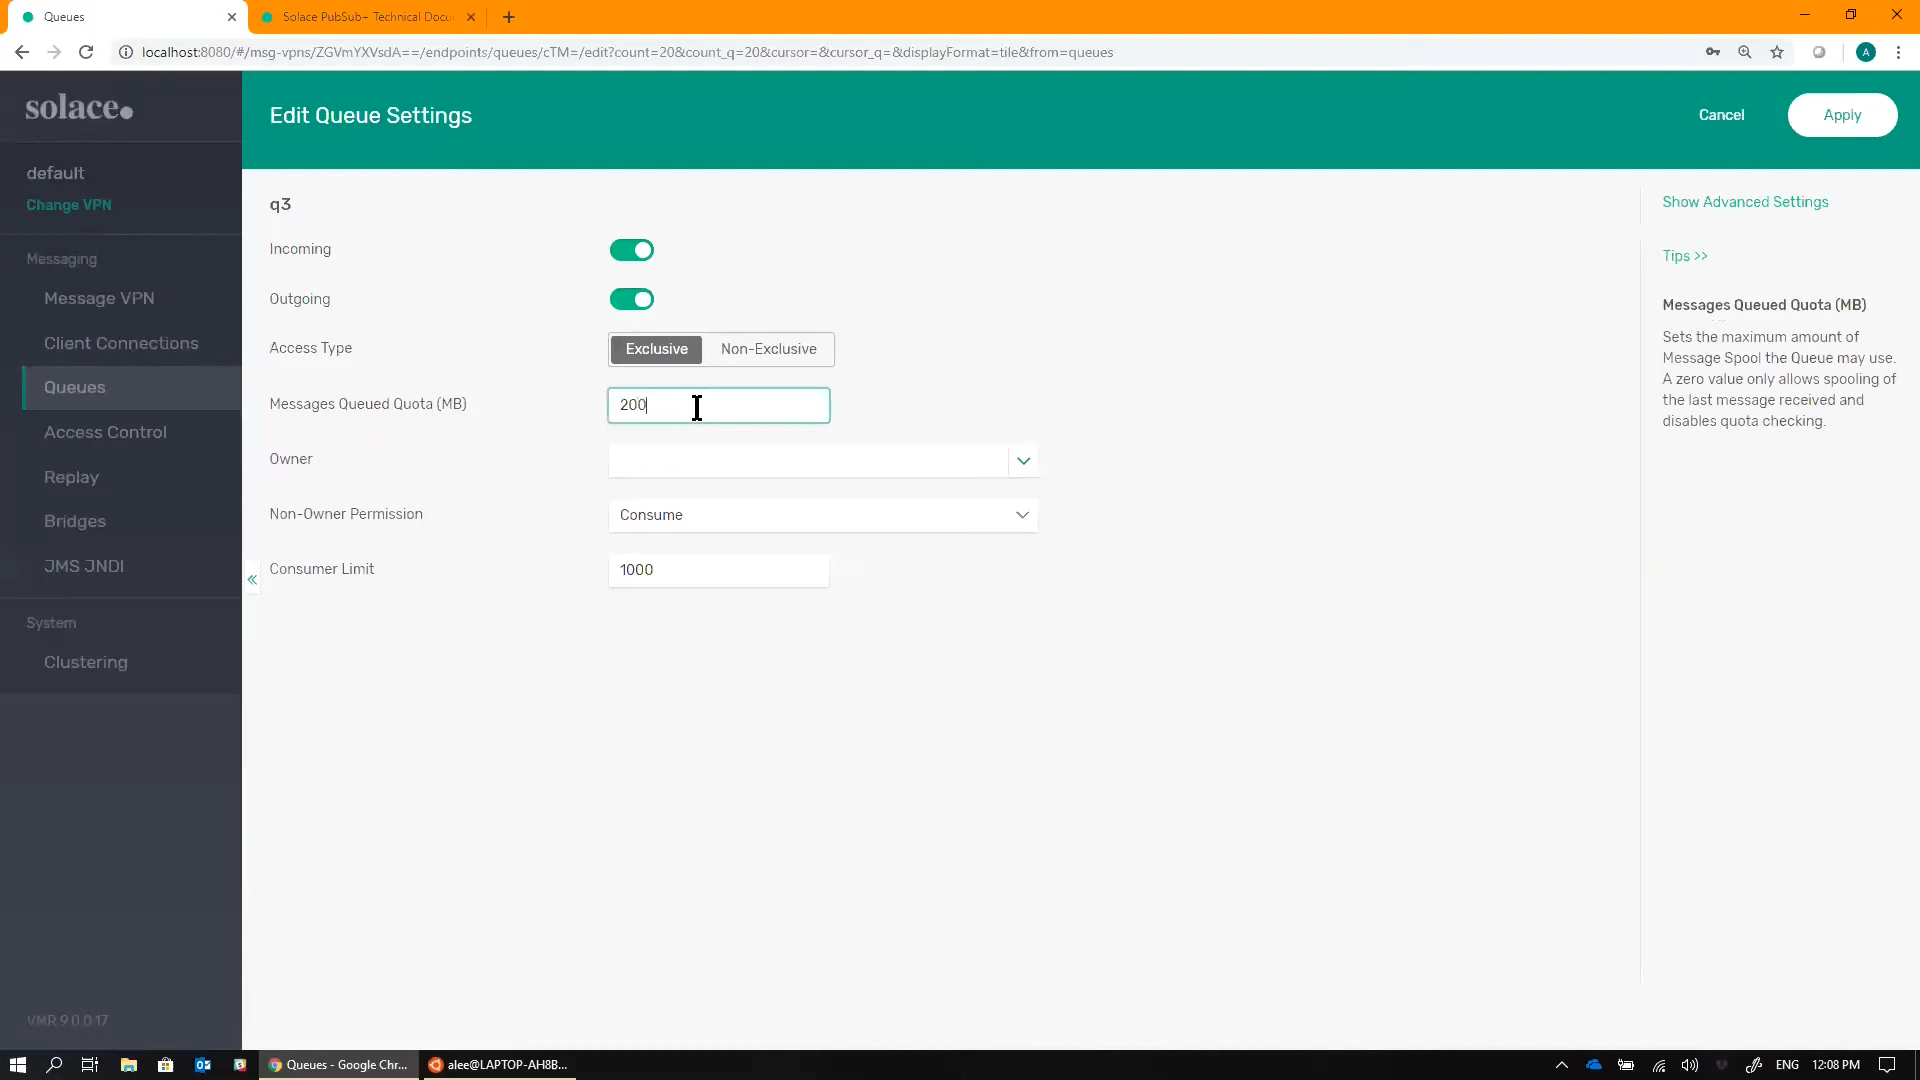 Queues
Solace PubSub+ Technical Docu
localhost:8080/#/msg-vpns/ZGVmYXVsdA==/endpoints/queues/cTM=/edit?count=20&count_q=20&cursor=&cursor_q=&displayFormat=tile&from=queues
A
solace.
default
Change VPN
Messaging
Message VPN
Client Connections
Queues
Access Control
Replay
Bridges
JMS JNDI
System
Clustering
VMR 9.0.0.17
Edit Queue Settings
Cancel
Apply
q3
Incoming
Outgoing
Access Type
Exclusive
Non-Exclusive
Messages Queued Quota (MB)
200
Owner
Non-Owner Permission
Consume
Consumer Limit
1000
Show Advanced Settings
Tips >>
Messages Queued Quota (MB)
Sets the maximum amount of
Message Spool the Queue may use.
A zero value only allows spooling of
the last message received and
disables quota checking.
Queues - Google Chr...
alee@LAPTOP-AH8B...
ENG
12:08 PM